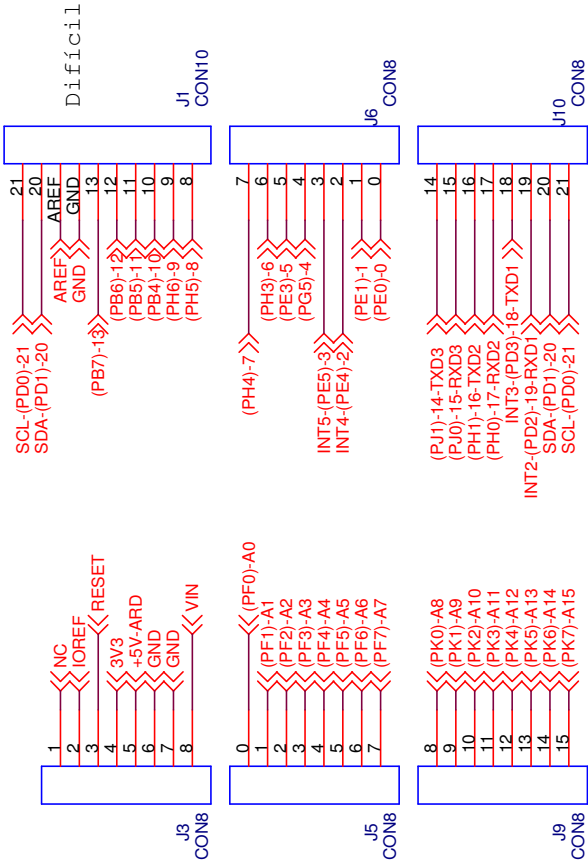 21
20
AREF
GND
13
12
11
10
9
8
SCL-(PD0)-21
SDA-(PD1)-20
AREF
GND
(PB7)-13
(PB6)-12
(PB5)-11
(PB4)-10
(PH6)-9
(PH5)-8
Difícil
J1
CON10
7
6
5
4
3
2
1
0
(PH4)-7
(PH3)-6
(PE3)-5
(PG5)-4
INT5-(PE5)-3
INT4-(PE4)-2
(PE1)-1
(PE0)-0
J6
CON8
14
15
16
17
18
19
20
21
(PJ1)-14-TXD3
(PJ0)-15-RXD3
(PH1)-16-TXD2
(PH0)-17-RXD2
INT3-(PD3)-18-TXD1
INT2-(PD2)-19-RXD1
SDA-(PD1)-20
SCL-(PD0)-21
J10
CON8
1
2
3
4
5
6
7
8
NC
IOREF
RESET
3V3
+5V-ARD
GND
GND
VIN
J3
CON8
0
1
2
3
4
5
6
7
(PF0)-A0
(PF1)-A1
(PF2)-A2
(PF3)-A3
(PF4)-A4
(PF5)-A5
(PF6)-A6
(PF7)-A7
J5
CON8
8
9
10
11
12
13
14
15
(PK0)-A8
(PK1)-A9
(PK2)-A10
(PK3)-A11
(PK4)-A12
(PK5)-A13
(PK6)-A14
(PK7)-A15
J9
CON8